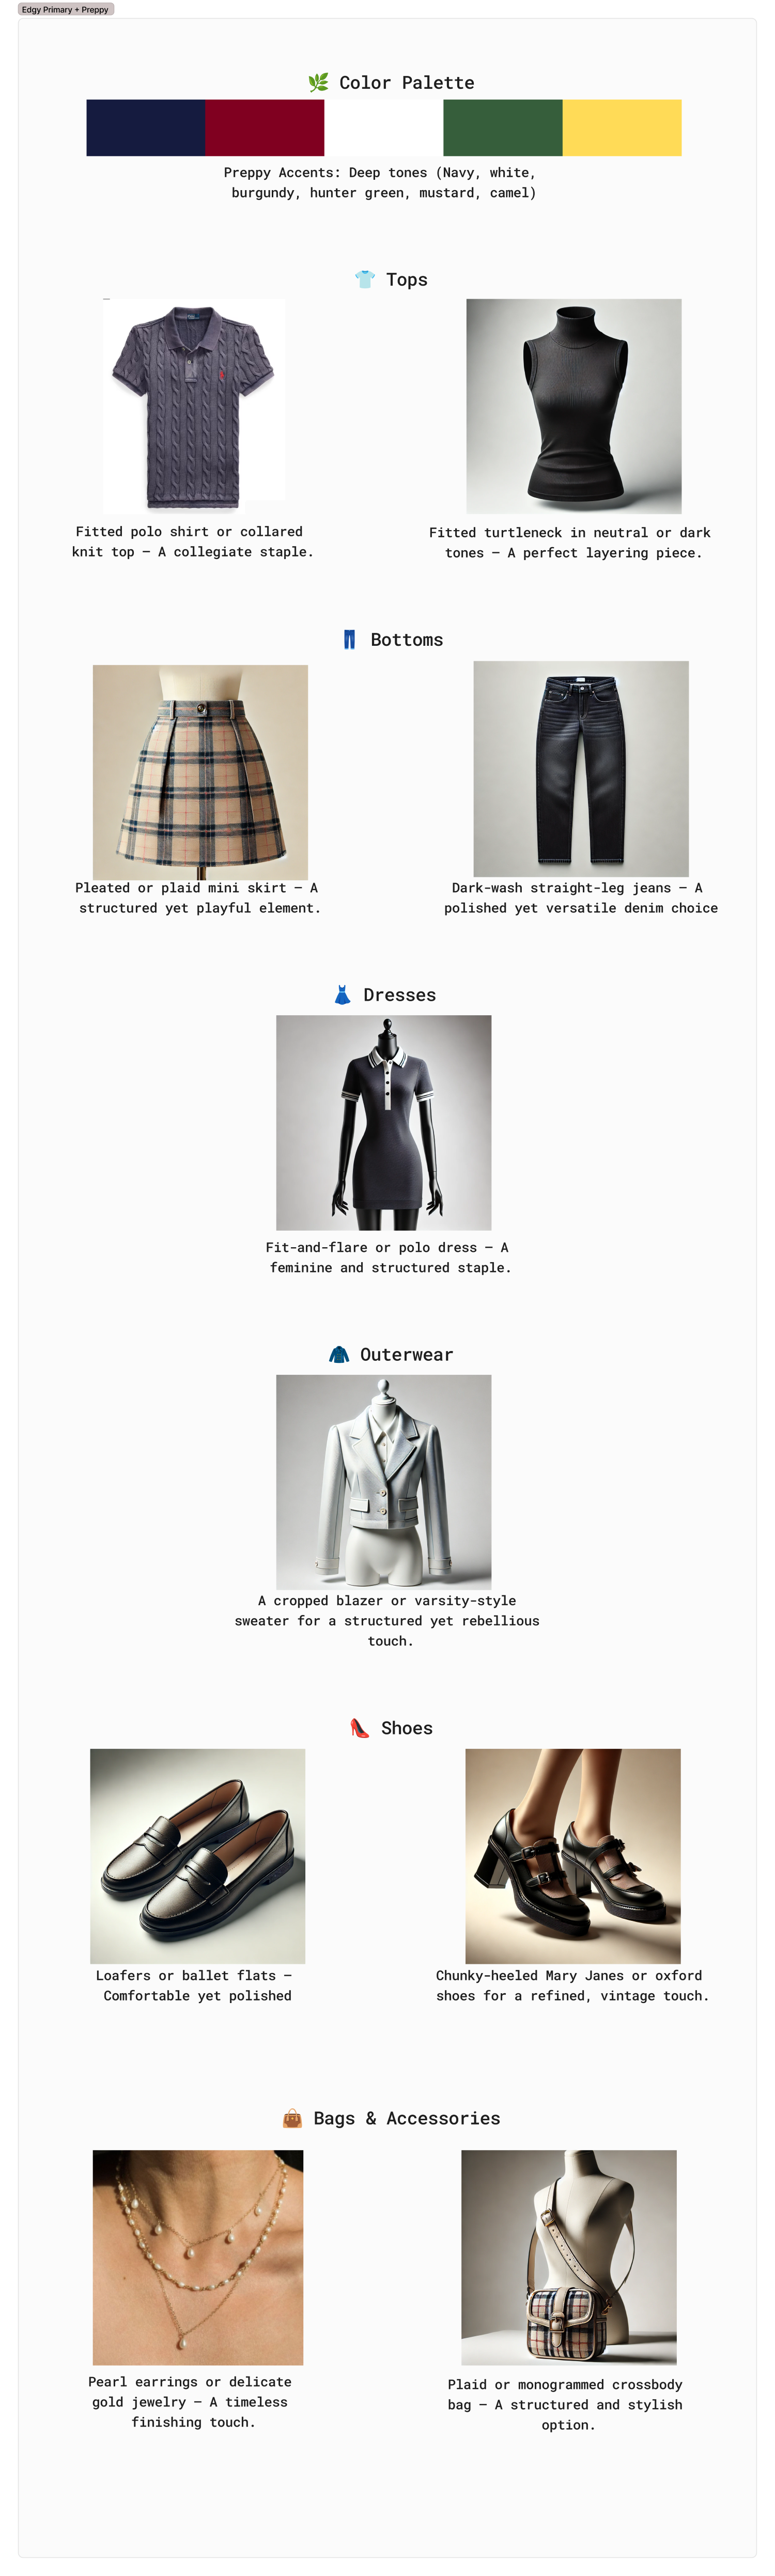 Edgy Primary + Preppy
Color Palette
Preppy Accents: Deep tones (Navy, white,
burgundy, hunter green, mustard, camel)
Tops
Fitted polo shirt or collared
knit top – A collegiate staple.
Fitted turtleneck in neutral or dark
tones – A perfect layering piece.
Bottoms
Pleated or plaid mini skirt – A
structured yet playful element.
Dark-wash straight-leg jeans – A
polished yet versatile denim choice
Dresses
Fit-and-flare or polo dress – A
feminine and structured staple.
Outerwear
A cropped blazer or varsity-style
sweater for a structured yet rebellious
touch.
Shoes
Loafers or ballet flats –
Comfortable yet polished
Chunky-heeled Mary Janes or oxford
shoes for a refined, vintage touch.
Bags & Accessories
Pearl earrings or delicate
gold jewelry – A timeless
finishing touch.
Plaid or monogrammed crossbody
bag – A structured and stylish
option.